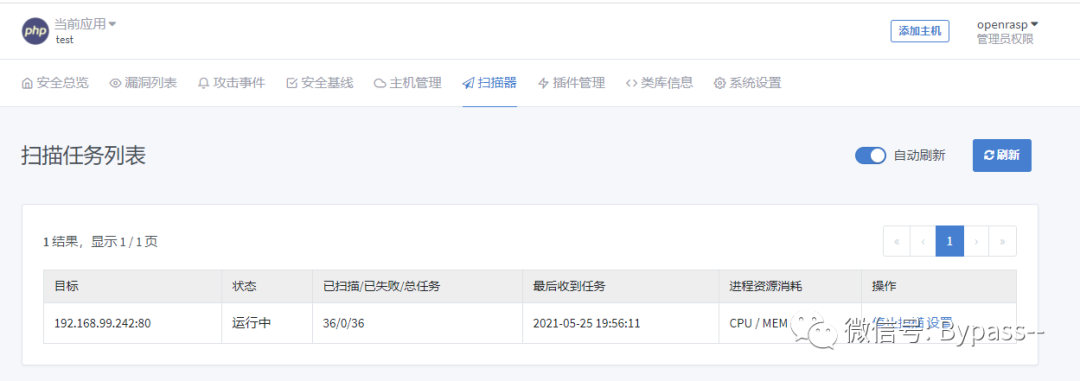 php 当前应用
test
添加主机
openrasp
管理员权限
安全总览 漏洞列表 攻击事件 安全基线 主机管理 扫描器 插件管理 类库信息 系统设置
扫描任务列表
自动刷新
刷新
1 结果，显示 1 / 1 页
« ‹ 1 › »
目标 状态 已扫描/已失败/总任务 最后收到任务 进程资源消耗 操作
192.168.99.242:80 运行中 36/0/36 2021-05-25 19:56:11 CPU / MEM 扫描 设置
微信号: Bypass--